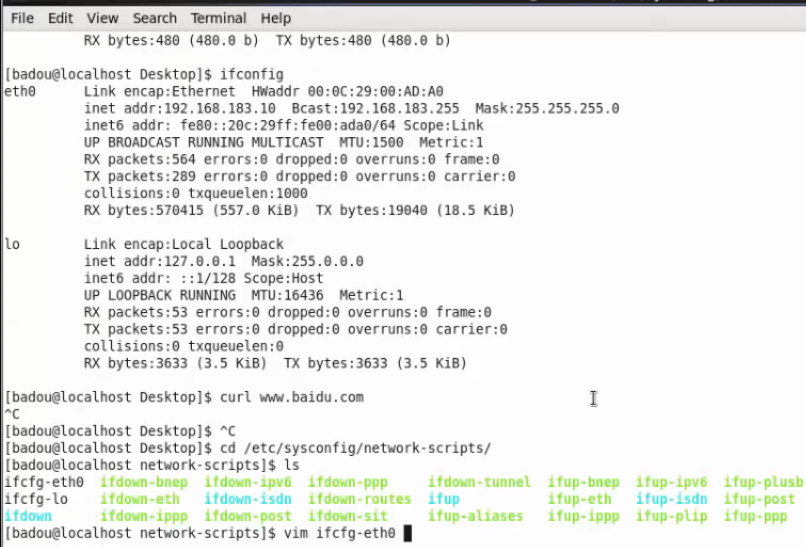 File Edit View Search Terminal Help
RX bytes:480 (480.0 b) TX bytes:480 (480.0 b)
[badou@localhost Desktop]$ ifconfig
eth0 Link encap:Ethernet HWaddr 00:0C:29:00:AD:A0
inet addr:192.168.183.10 Bcast:192.168.183.255 Mask:255.255.255.0
inet6 addr: fe80::20c:29ff:fe00:ada0/64 Scope:Link
UP BROADCAST RUNNING MULTICAST MTU:1500 Metric:1
RX packets:564 errors:0 dropped:0 overruns:0 frame:0
TX packets:289 errors:0 dropped:0 overruns:0 carrier:0
collisions:0 txqueuelen:1000
RX bytes:570415 (557.0 KiB) TX bytes:19040 (18.5 KiB)
lo Link encap:Local Loopback
inet addr:127.0.0.1 Mask:255.0.0.0
inet6 addr: ::1/128 Scope:Host
UP LOOPBACK RUNNING MTU:16436 Metric:1
RX packets:53 errors:0 dropped:0 overruns:0 frame:0
TX packets:53 errors:0 dropped:0 overruns:0 carrier:0
collisions:0 txqueuelen:0
RX bytes:3633 (3.5 KiB) TX bytes:3633 (3.5 KiB)
[badou@localhost Desktop]$ curl www.baidu.com
^C
[badou@localhost Desktop]$ ^C
[badou@localhost Desktop]$ cd /etc/sysconfig/network-scripts/
[badou@localhost network-scripts]$ ls
ifcfg-eth0 ifdown-bnep ifdown-ipv6 ifdown-ppp ifdown-tunnel ifup-bnep ifup-ipv6 ifup-plusb
ifcfg-lo ifdown-eth ifdown-isdn ifdown-routes ifup ifup-eth ifup-isdn ifup-post
ifdown ifdown-ippp ifdown-post ifdown-sit ifup-aliases ifup-ippp ifup-plip ifup-ppp
[badou@localhost network-scripts]$ vim ifcfg-eth0